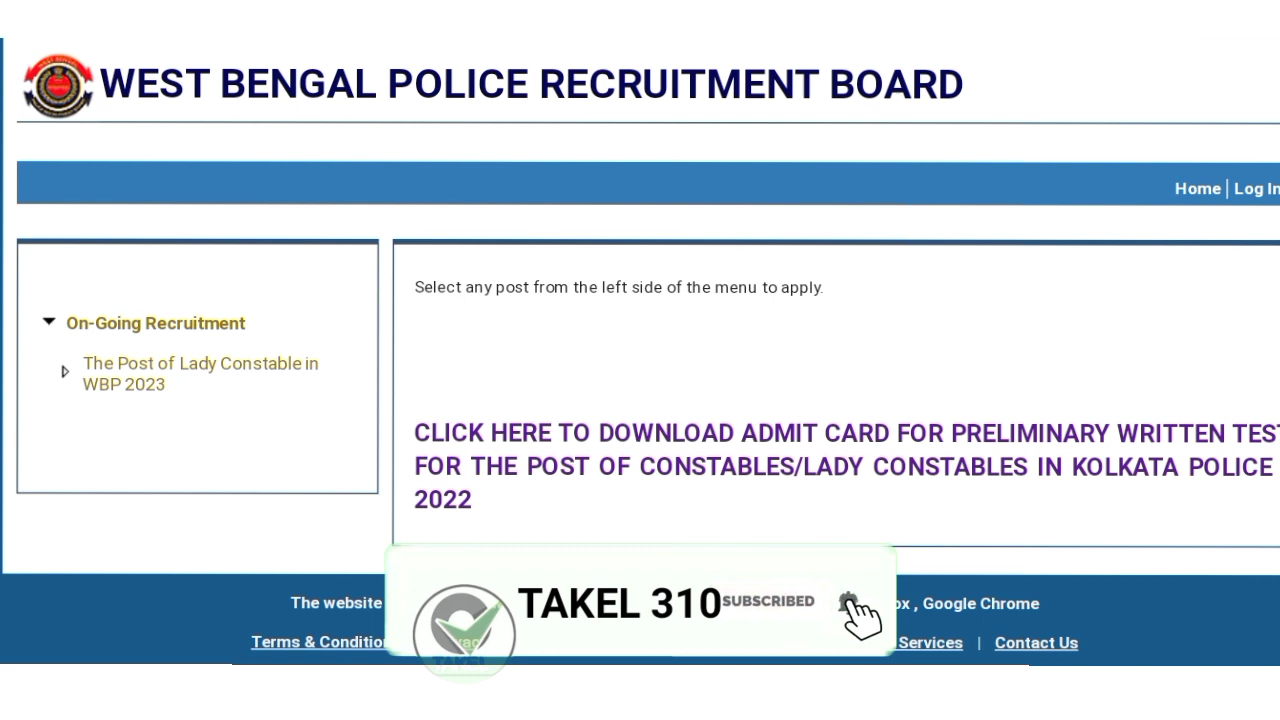 WEST BENGAL POLICE RECRUITMENT BOARD
Home | Log In
Select any post from the left side of the menu to apply.
On-Going Recruitment
The Post of Lady Constable in
WBP 2023
CLICK HERE TO DOWNLOAD ADMIT CARD FOR PRELIMINARY WRITTEN TEST
FOR THE POST OF CONSTABLES/LADY CONSTABLES IN KOLKATA POLICE
2022
The website
ox , Google Chrome
TAKEL 310
SUBSCRIBED
Terms & Condition
Services | Contact Us